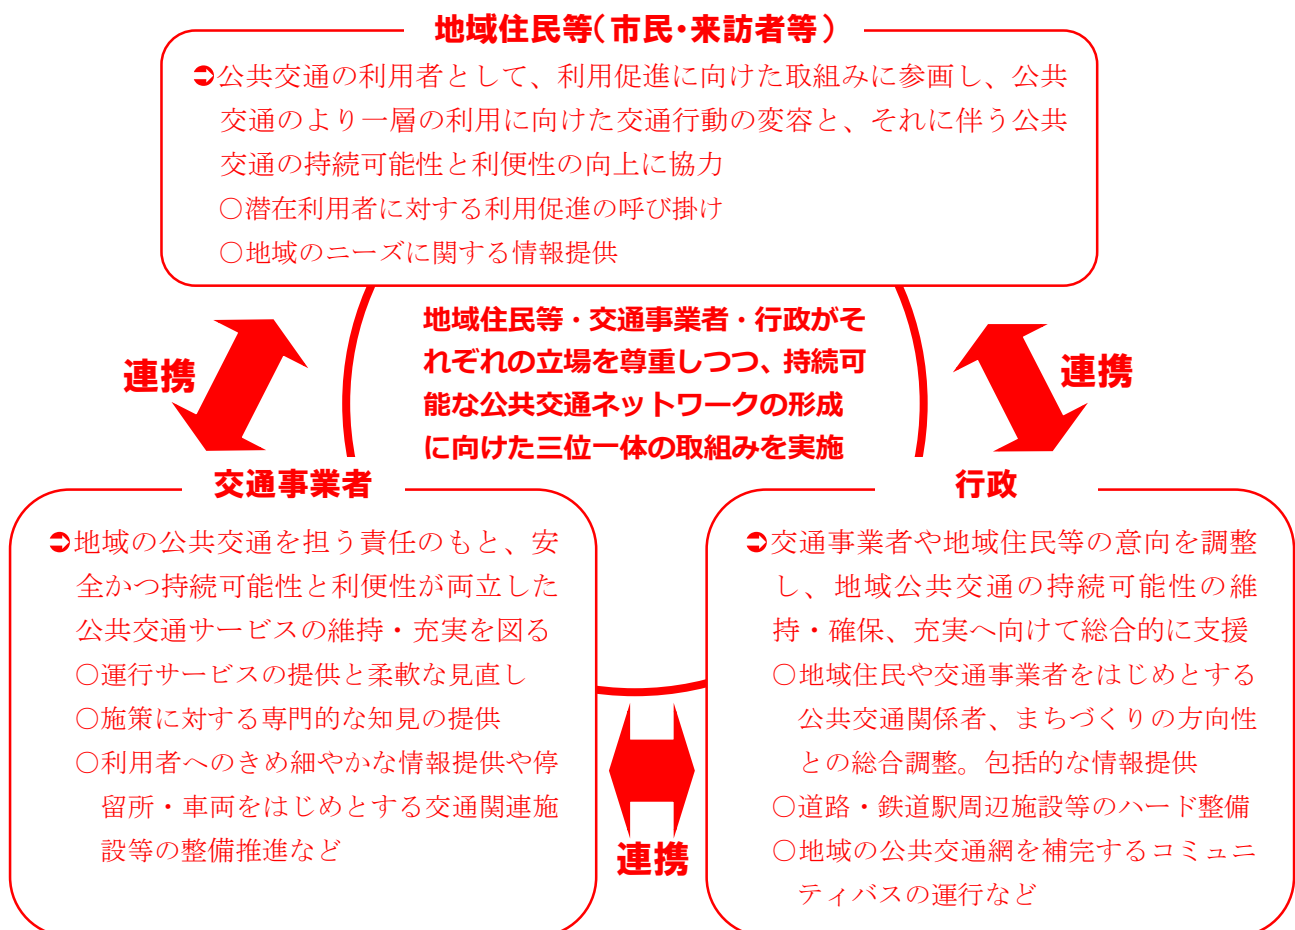 地域住民等（市民・来訪者等）
➲公共交通の利用者として、利用促進に向けた取組みに参画し、公共
交通のより一層の利用に向けた交通行動の変容と、それに伴う公共
交通の持続可能性と利便性の向上に協力
○潜在利用者に対する利用促進の呼び掛け
○地域のニーズに関する情報提供
地域住民等・交通事業者・行政がそ
れぞれの立場を尊重しつつ、持続可
能な公共交通ネットワークの形成
に向けた三位一体の取組みを実施
連携
連携
交通事業者
➲地域の公共交通を担う責任のもと、安
全かつ持続可能性と利便性が両立した
公共交通サービスの維持・充実を図る
○運行サービスの提供と柔軟な見直し
○施策に対する専門的な知見の提供
○利用者へのきめ細やかな情報提供や停
留所・車両をはじめとする交通関連施
設等の整備推進など
連携
行政
➲交通事業者や地域住民等の意向を調整
し、地域公共交通の持続可能性の維
持・確保、充実へ向けて総合的に支援
○地域住民や交通事業者をはじめとする
公共交通関係者、まちづくりの方向性
との総合調整。包括的な情報提供
○道路・鉄道駅周辺施設等のハード整備
○地域の公共交通網を補完するコミュニ
ティバスの運行など